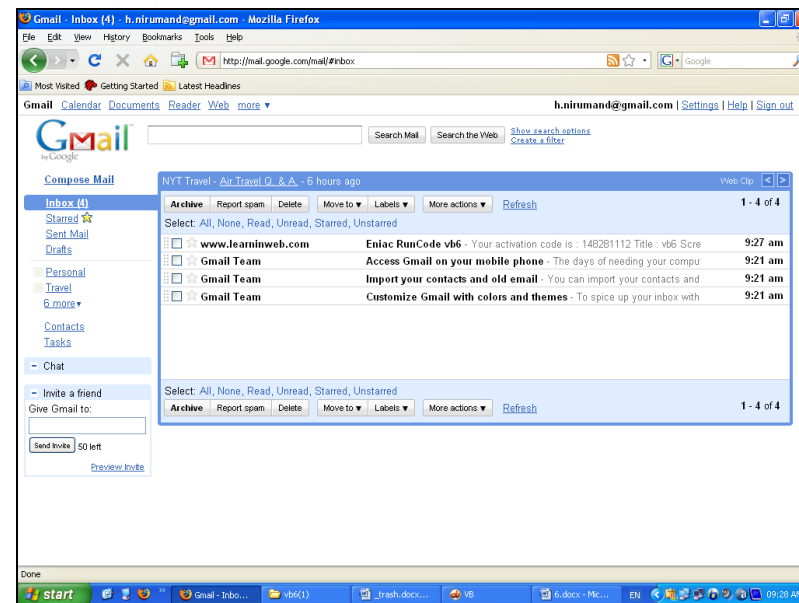 Gmail - Inbox (4) - h.nirumand@gmail.com - Mozilla Firefox
File Edit View History Bookmarks Tools Help
http://mail.google.com/mail/#inbox
G Google
Most Visited Getting Started Latest Headlines
Gmail Calendar Documents Reader Web more ▼ h.nirumand@gmail.com | Settings | Help | Sign out
Gmail
by Google
Search Mail Search the Web Show search options
Create a filter
Compose Mail
NYT Travel - Air Travel Q. & A. - 6 hours ago Web Clip < >
Inbox (4)
Starred
Sent Mail
Drafts
Personal
Travel
6 more▼
Contacts
Tasks
− Chat
− Invite a friend
Give Gmail to:
Send Invite 50 left
Preview Invite
Archive Report spam Delete Move to ▼ Labels ▼ More actions ▼ Refresh 1 - 4 of 4
Select: All, None, Read, Unread, Starred, Unstarred
www.learninweb.com Eniac RunCode vb6 - Your activation code is : 148281112 Title : vb6 Scre 9:27 am
Gmail Team Access Gmail on your mobile phone - The days of needing your compu 9:21 am
Gmail Team Import your contacts and old email - You can import your contacts and 9:21 am
Gmail Team Customize Gmail with colors and themes - To spice up your inbox with 9:21 am
Select: All, None, Read, Unread, Starred, Unstarred
Archive Report spam Delete Move to ▼ Labels ▼ More actions ▼ Refresh 1 - 4 of 4
Done
start Gmail - Inbo... vb6(1) _trash.docx... VB 6.docx - Mic... EN 09:28 AM